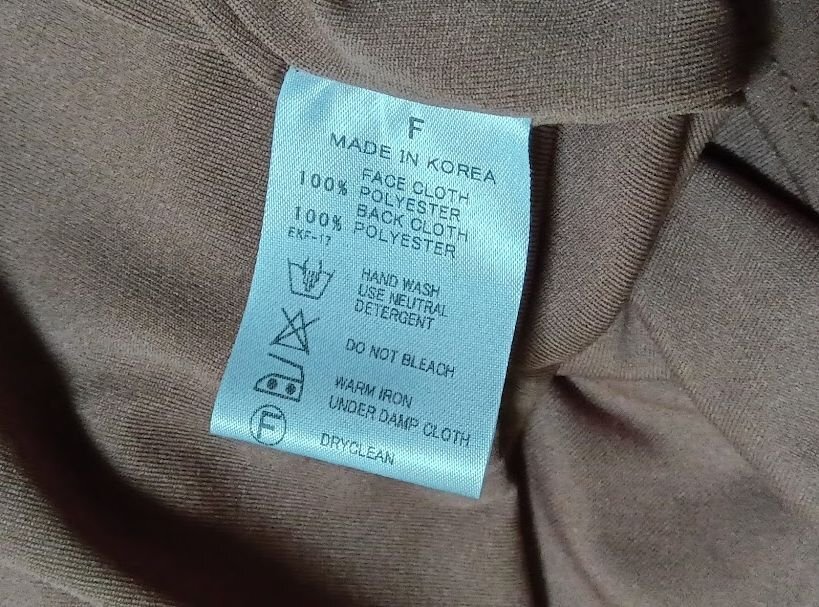 F
MADE IN KOREA
FACE CLOTH
100% POLYESTER
BACK CLOTH
100% POLYESTER
EKF-17
HAND WASH
USE NEUTRAL
DETERGENT
DO NOT BLEACH
WARM IRON
UNDER DAMP CLOTH
F
DRYCLEAN